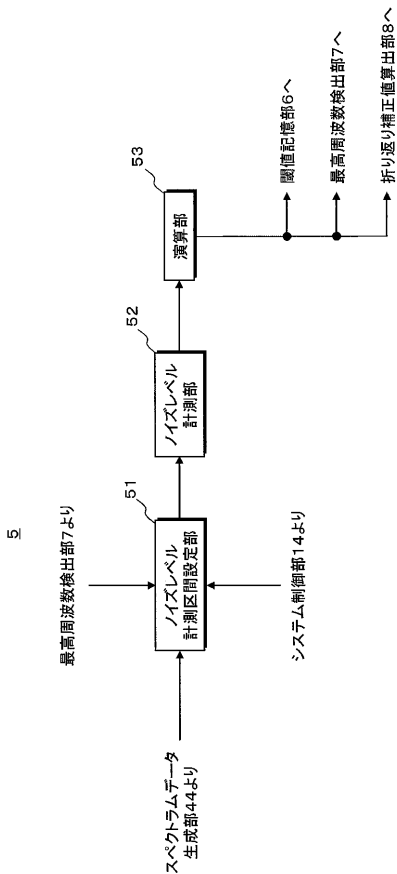 5
最高周波数検出部7より
スペクトラムデータ
生成部44より
51
ノイズレベル
計測区間設定部
システム制御部14より
52
ノイズレベル
計測部
53
演算部
閾値記憶部6へ
最高周波数検出部7へ
折り返り補正値算出部8へ